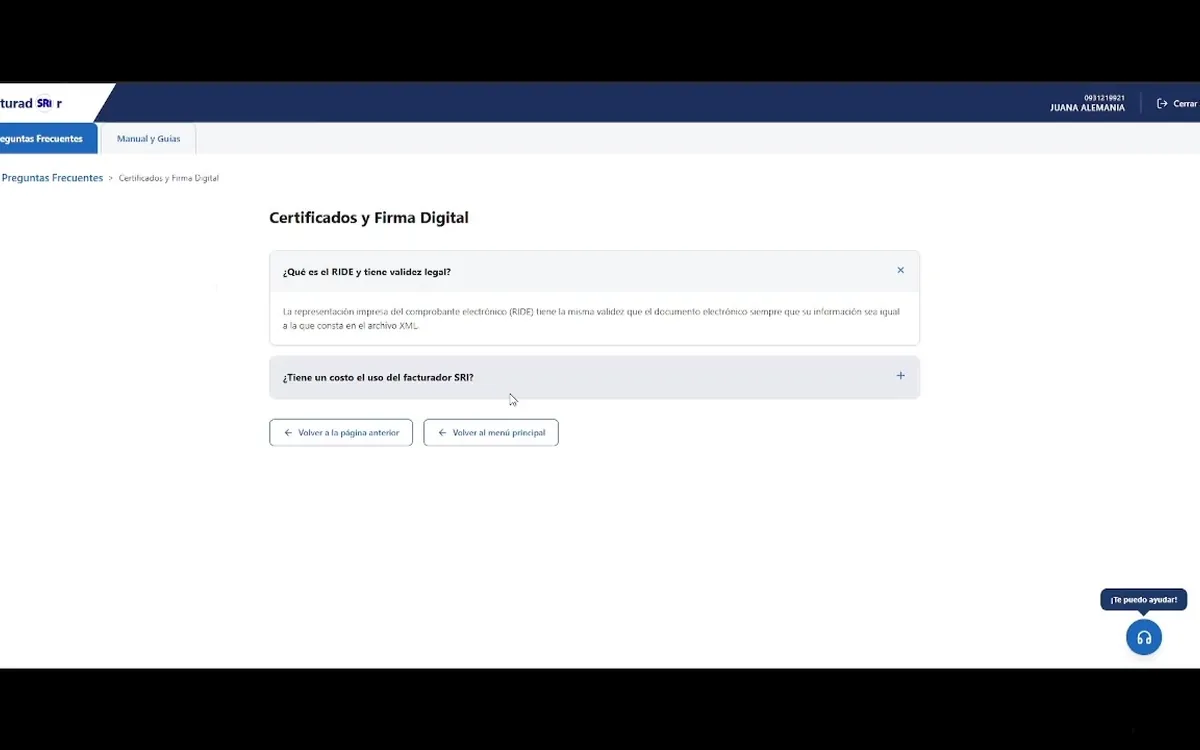 turad SRI r
0931219921
JUANA ALEMANIA
Cerrar
eguntas Frecuentes
Manual y Guías
Preguntas Frecuentes > Certificados y Firma Digital
Certificados y Firma Digital
¿Qué es el RIDE y tiene validez legal?
La representación impresa del comprobante electrónico (RIDE) tiene la misma validez que el documento electrónico siempre que su información sea igual
a la que consta en el archivo XML.
¿Tiene un costo el uso del facturador SRI?
Volver a la página anterior
Volver al menú principal
¡Te puedo ayudar!